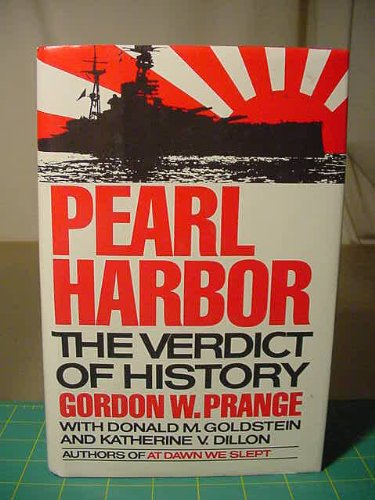 PEARL
HARBOR
THE VERDICT
OF HISTORY
GORDON W. PRANGE
WITH DONALD M. GOLDSTEIN
AND KATHERINE V. DILLON
AUTHORS OF AT DAWN WE SLEPT